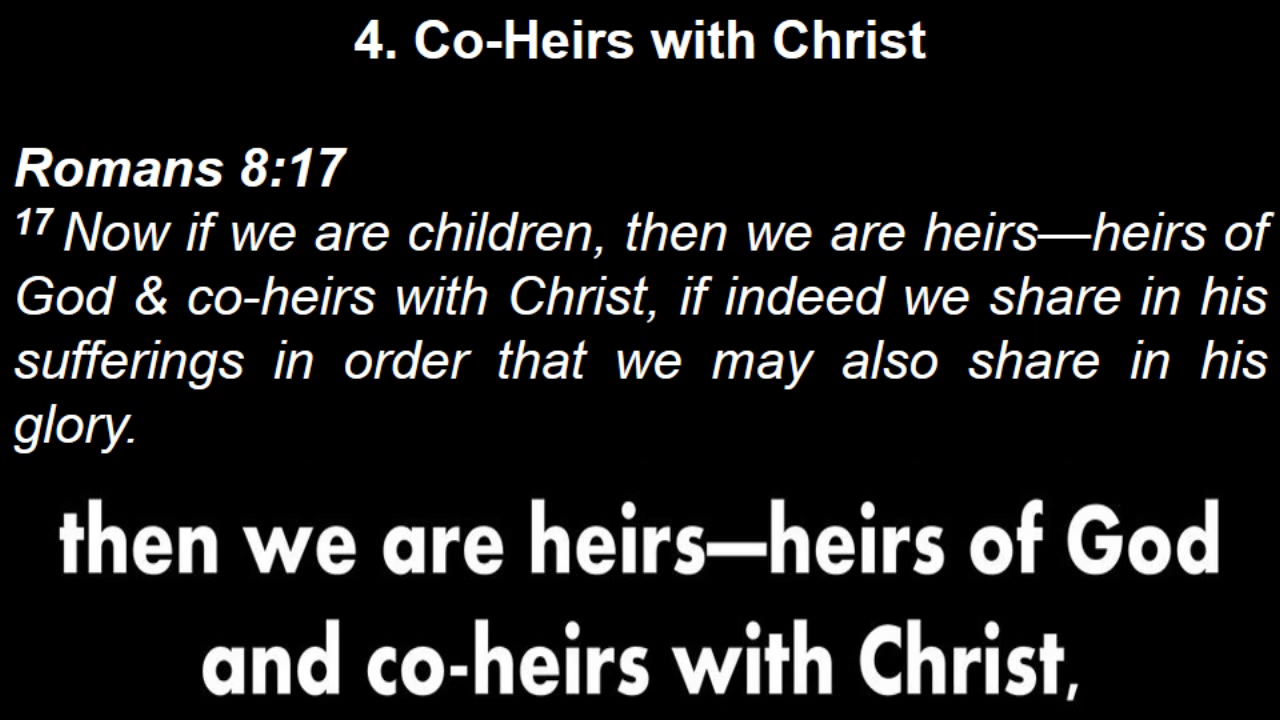 4. Co-Heirs with Christ
Romans 8:17
17 Now if we are children, then we are heirs—heirs of
God & co-heirs with Christ, if indeed we share in his
sufferings in order that we may also share in his
glory.
then we are heirs—heirs of God
and co-heirs with Christ,